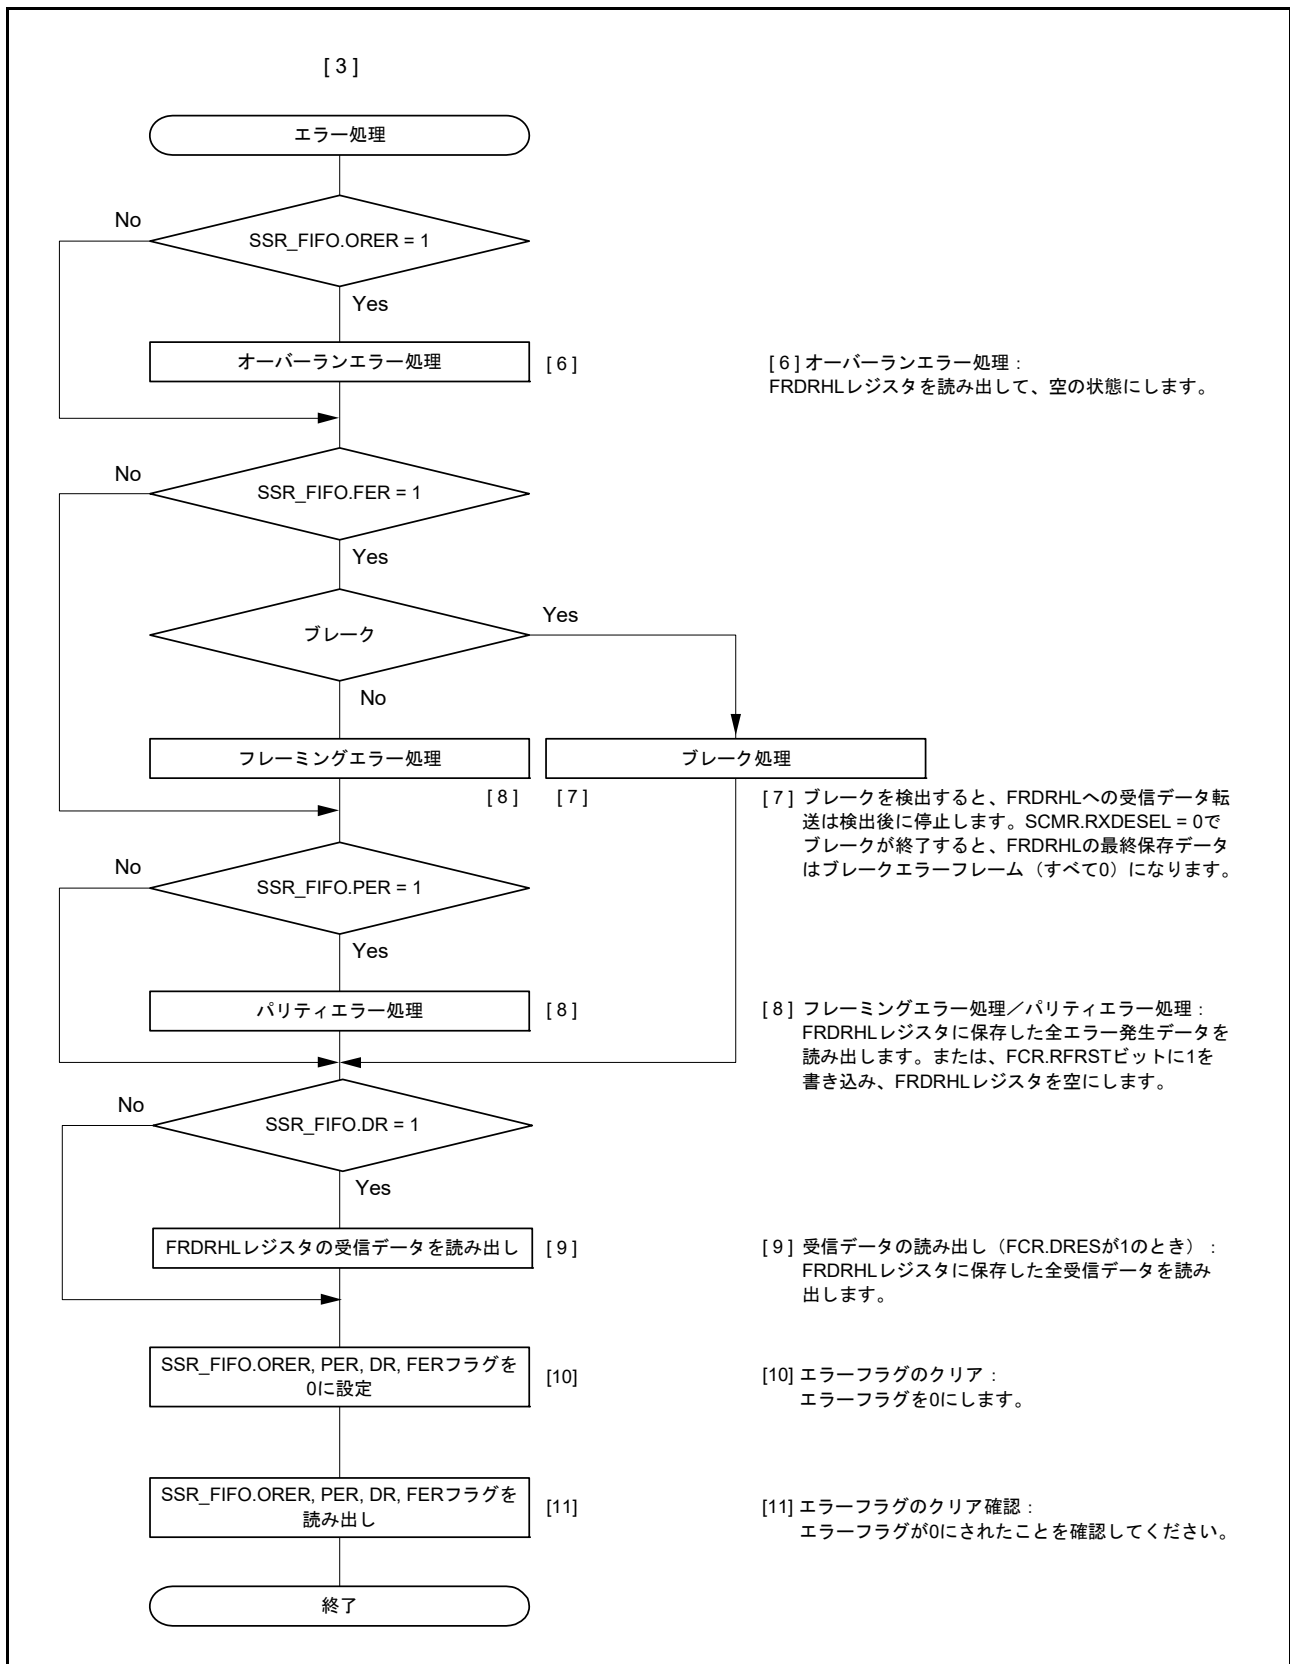 [ 3 ]
エラー処理
No
SSR_FIFO.ORER = 1
Yes
オーバーランエラー処理
[ 6 ]
[ 6 ] オーバーランエラー処理：
FRDRHLレジスタを読み出して、空の状態にします。
No
SSR_FIFO.FER = 1
Yes
ブレーク
Yes
No
フレーミングエラー処理
ブレーク処理
[ 8 ]
[ 7 ]
[ 7 ] ブレークを検出すると、FRDRHLへの受信データ転
送は検出後に停止します。SCMR.RXDESEL = 0で
ブレークが終了すると、FRDRHLの最終保存データ
はブレークエラーフレーム（すべて0）になります。
No
SSR_FIFO.PER = 1
Yes
パリティエラー処理
[ 8 ]
[ 8 ] フレーミングエラー処理／パリティエラー処理：
FRDRHLレジスタに保存した全エラー発生データを
読み出します。または、FCR.RFRSTビットに1を
書き込み、FRDRHLレジスタを空にします。
No
SSR_FIFO.DR = 1
Yes
FRDRHLレジスタの受信データを読み出し
[ 9 ]
[ 9 ] 受信データの読み出し（FCR.DRESが1のとき）：
FRDRHLレジスタに保存した全受信データを読み
出します。
SSR_FIFO.ORER, PER, DR, FERフラグを
0に設定
[10]
[10] エラーフラグのクリア：
エラーフラグを0にします。
SSR_FIFO.ORER, PER, DR, FERフラグを
読み出し
[11]
[11] エラーフラグのクリア確認：
エラーフラグが0にされたことを確認してください。
終了